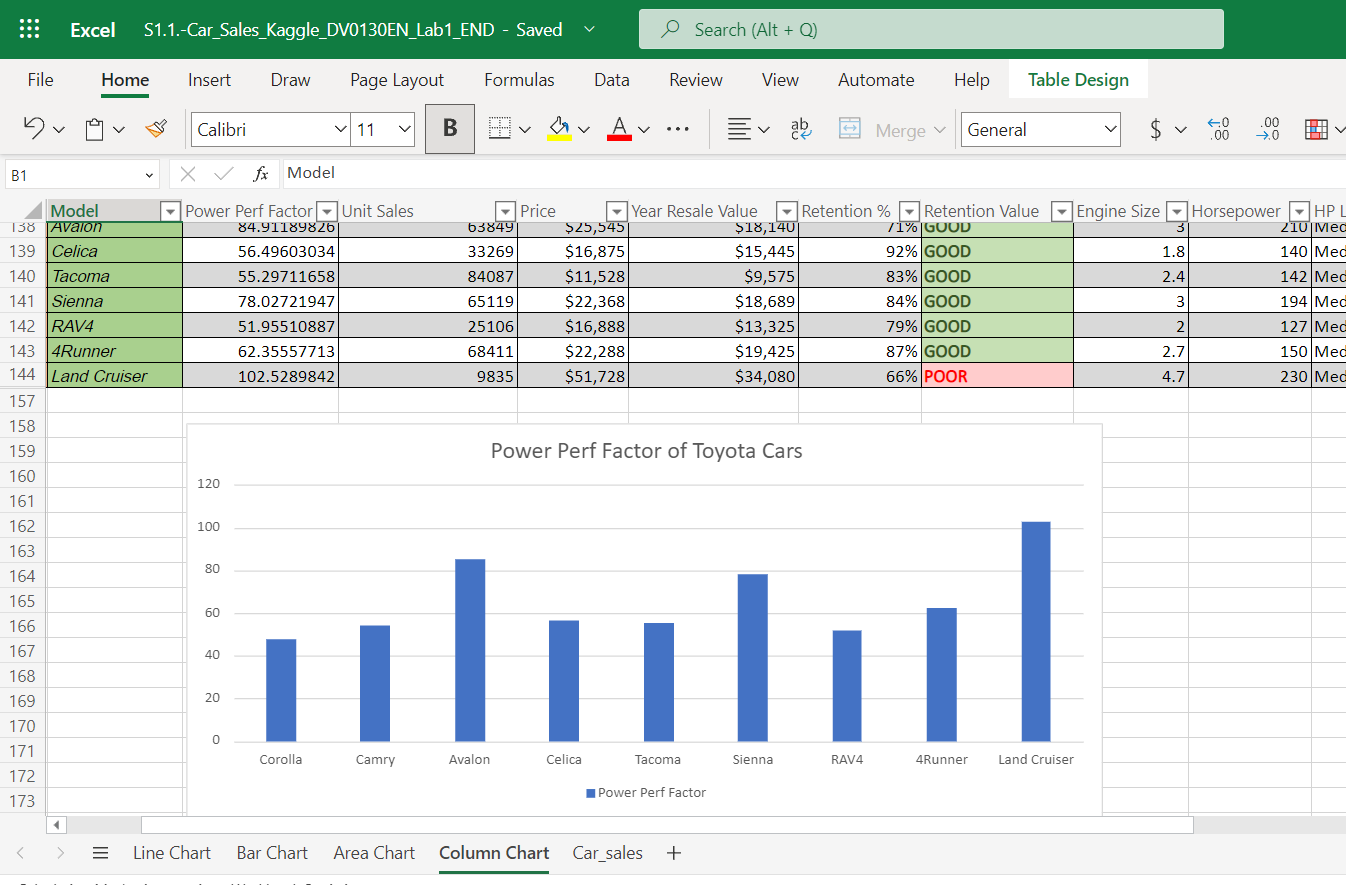 Excel S1.1.-Car_Sales_Kaggle_DV0130EN_Lab1_END - Saved Search (Alt + Q)
File Home Insert Draw Page Layout Formulas Data Review View Automate Help Table Design
Calibri 11 B A ab Merge General $ .00 .00
B1 fx Model
Model Power Perf Factor Unit Sales Price Year Resale Value Retention % Retention Value Engine Size Horsepower HP L
138 Avalon 84.91189826 63849 $25,545 $18,140 71% GOOD 3 210 Med
139 Celica 56.49603034 33269 $16,875 $15,445 92% GOOD 1.8 140 Med
140 Tacoma 55.29711658 84087 $11,528 $9,575 83% GOOD 2.4 142 Med
141 Sienna 78.02721947 65119 $22,368 $18,689 84% GOOD 3 194 Med
142 RAV4 51.95510887 25106 $16,888 $13,325 79% GOOD 2 127 Med
143 4Runner 62.35557713 68411 $22,288 $19,425 87% GOOD 2.7 150 Med
144 Land Cruiser 102.5289842 9835 $51,728 $34,080 66% POOR 4.7 230 Med
157
158
159
160
161
162
163
164
165
166
167
168
169
170
171
172
173
Power Perf Factor of Toyota Cars
120
100
80
60
40
20
0
Corolla Camry Avalon Celica Tacoma Sienna RAV4 4Runner Land Cruiser
Power Perf Factor
Line Chart Bar Chart Area Chart Column Chart Car_sales +